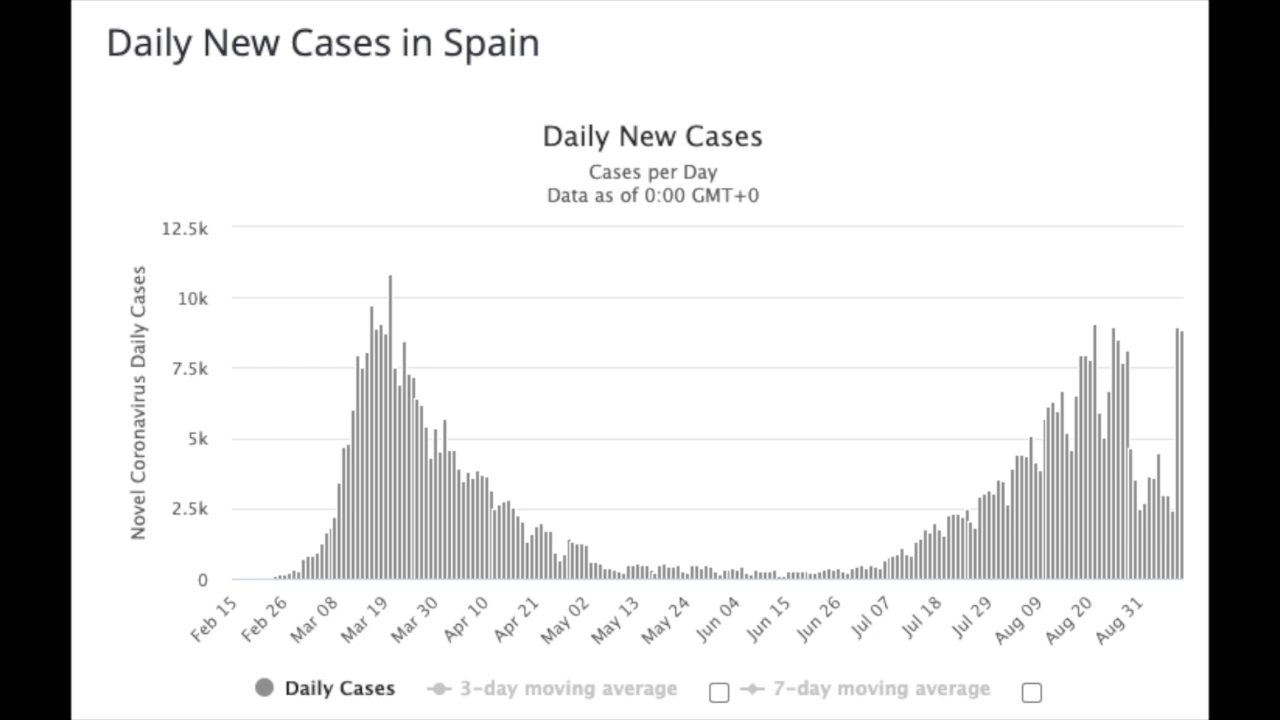 Daily New Cases in Spain
Daily New Cases
Cases per Day
Data as of 0:00 GMT+0
Novel Coronavirus Daily Cases
12.5k
10k
7.5k
5k
2.5k
0
Feb 15
Feb 26
Mar 08
Mar 19
Mar 30
Apr 10
Apr 21
May 02
May 13
May 24
Jun 04
Jun 15
Jun 26
Jul 07
Jul 18
Jul 29
Aug 09
Aug 20
Aug 31
Daily Cases 3-day moving average 7-day moving average